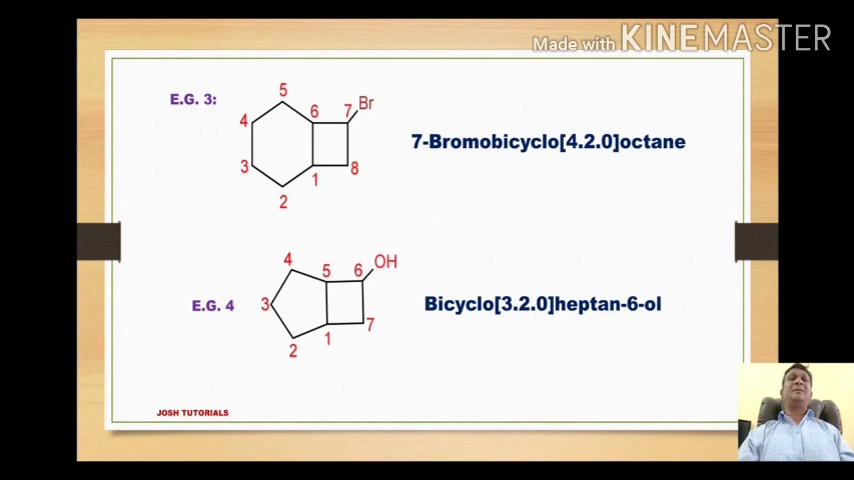 Made with KINEMASTER
E.G. 3:
5
4
6
7
Br
3
1
8
2
7-Bromobicyclo[4.2.0]octane
E.G. 4
4
5
6
OH
3
1
7
2
Bicyclo[3.2.0]heptan-6-ol
JOSH TUTORIALS